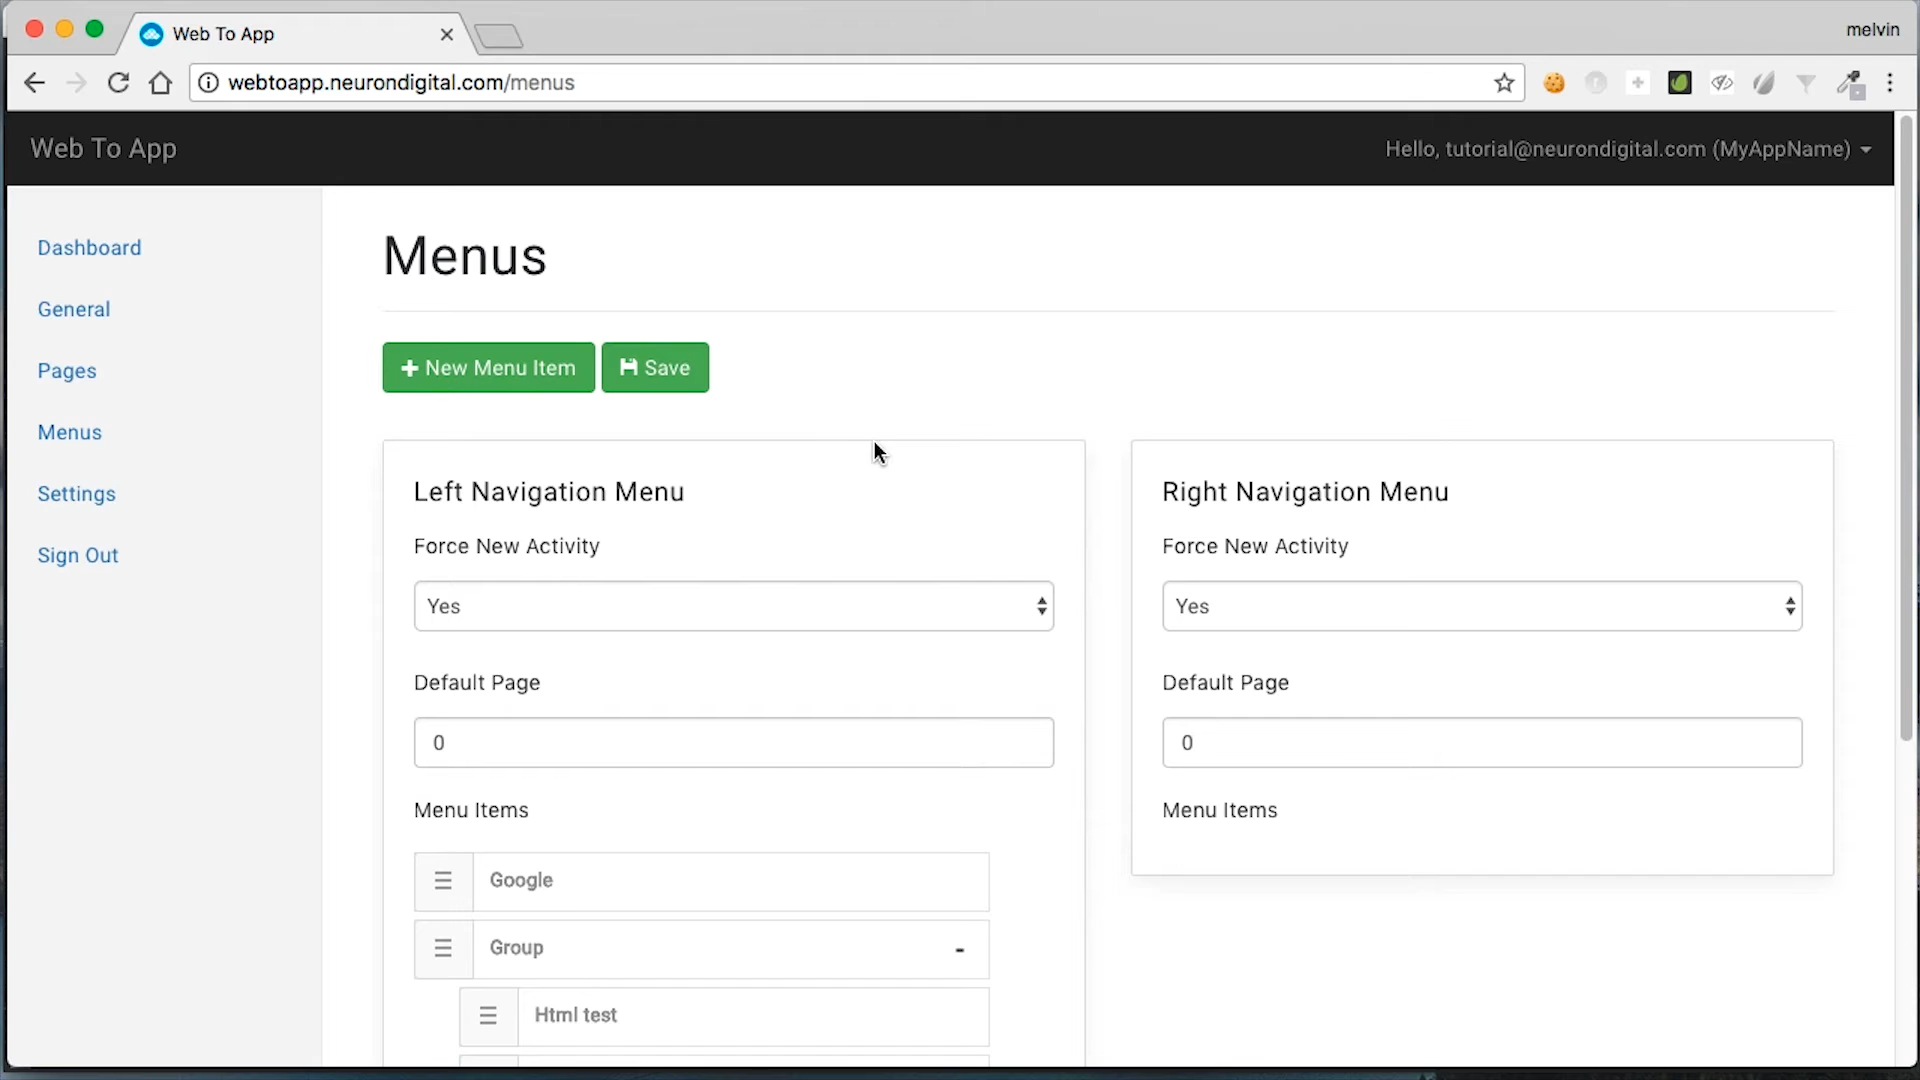 Web To App
melvin
webtoapp.neurondigital.com/menus
Web To App
Hello, tutorial@neurondigital.com (MyAppName)
Dashboard
General
Pages
Menus
Settings
Sign Out
Menus
New Menu Item
Save
Left Navigation Menu
Force New Activity
Yes
Default Page
0
Menu Items
Google
Group
-
Html test
Right Navigation Menu
Force New Activity
Yes
Default Page
0
Menu Items